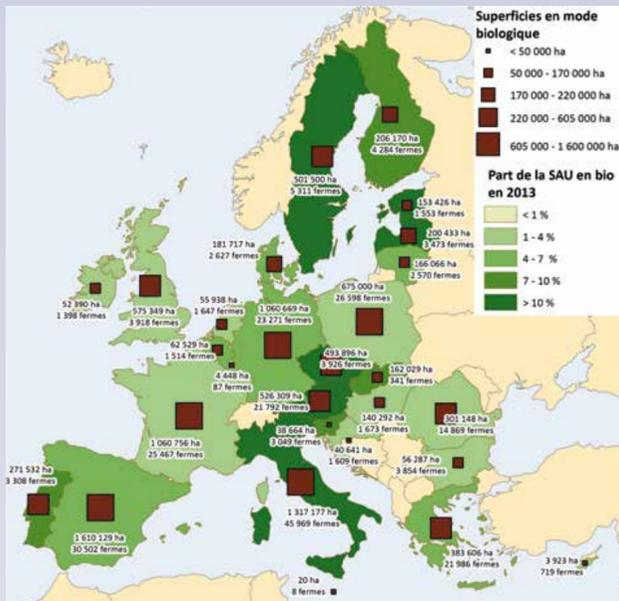 Superficies en mode
biologique
< 50 000 ha
50 000 - 170 000 ha
170 000 - 220 000 ha
220 000 - 605 000 ha
605 000 - 1 600 000 ha
Part de la SAU en bio
en 2013
< 1 %
1 - 4 %
4 - 7 %
7 - 10 %
> 10 %
206 170 ha
4 284 fermes
501 500 ha
5 311 fermes
153 426 ha
1 553 fermes
200 433 ha
3 473 fermes
166 066 ha
2 570 fermes
181 717 ha
2 627 fermes
52 390 ha
1 398 fermes
575 349 ha
3 918 fermes
55 938 ha
1 647 fermes
62 529 ha
1 514 fermes
4 448 ha
87 fermes
1 060 669 ha
23 271 fermes
675 000 ha
26 598 fermes
493 896 ha
3 926 fermes
162 029 ha
341 fermes
526 309 ha
21 792 fermes
140 292 ha
1 673 fermes
38 664 ha
3 049 fermes
40 641 ha
1 609 fermes
301 148 ha
14 869 fermes
56 287 ha
3 854 fermes
1 060 756 ha
25 467 fermes
271 532 ha
3 308 fermes
1 610 129 ha
30 502 fermes
1 317 177 ha
45 969 fermes
383 606 ha
21 986 fermes
3 923 ha
719 fermes
20 ha
8 fermes